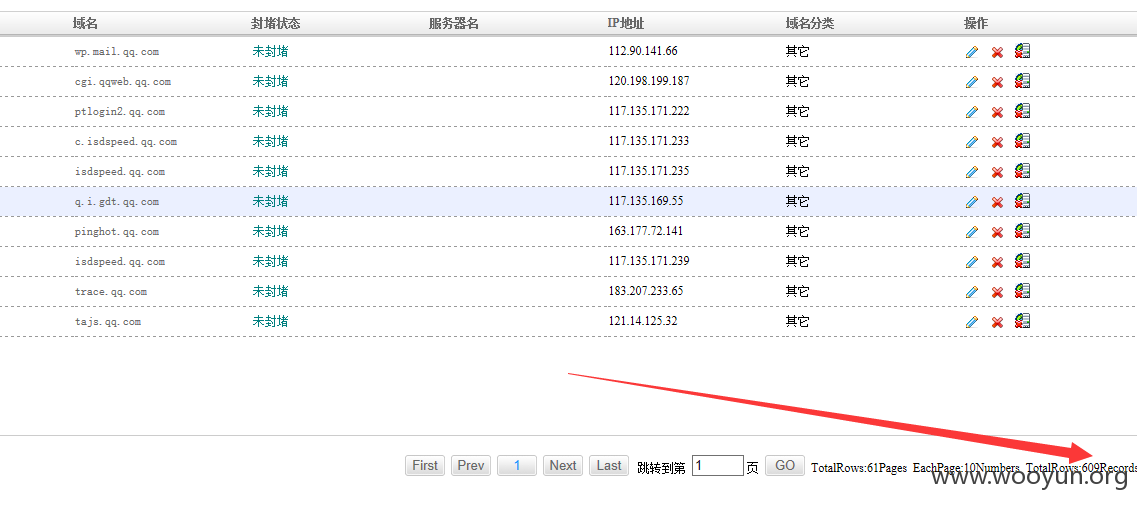 域名 封堵状态 服务器名 IP地址 域名分类 操作
wp.mail.qq.com 未封堵 112.90.141.66 其它
cgi.qqweb.qq.com 未封堵 120.198.199.187 其它
ptlogin2.qq.com 未封堵 117.135.171.222 其它
c.isdspeed.qq.com 未封堵 117.135.171.233 其它
isdspeed.qq.com 未封堵 117.135.171.235 其它
q.i.gdt.qq.com 未封堵 117.135.169.55 其它
pinghot.qq.com 未封堵 163.177.72.141 其它
isdspeed.qq.com 未封堵 117.135.171.239 其它
trace.qq.com 未封堵 183.207.233.65 其它
tajs.qq.com 未封堵 121.14.125.32 其它
First Prev 1 Next Last 跳转到第 1 页 GO TotalRows:61Pages EachPage:10Numbers TotalRows:609Records
www.wooyun.org